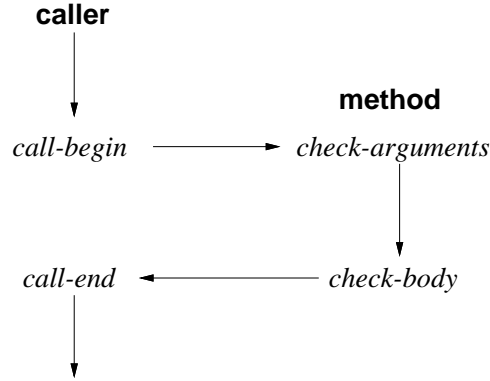 caller
method
call-begin
check-arguments
call-end
check-body